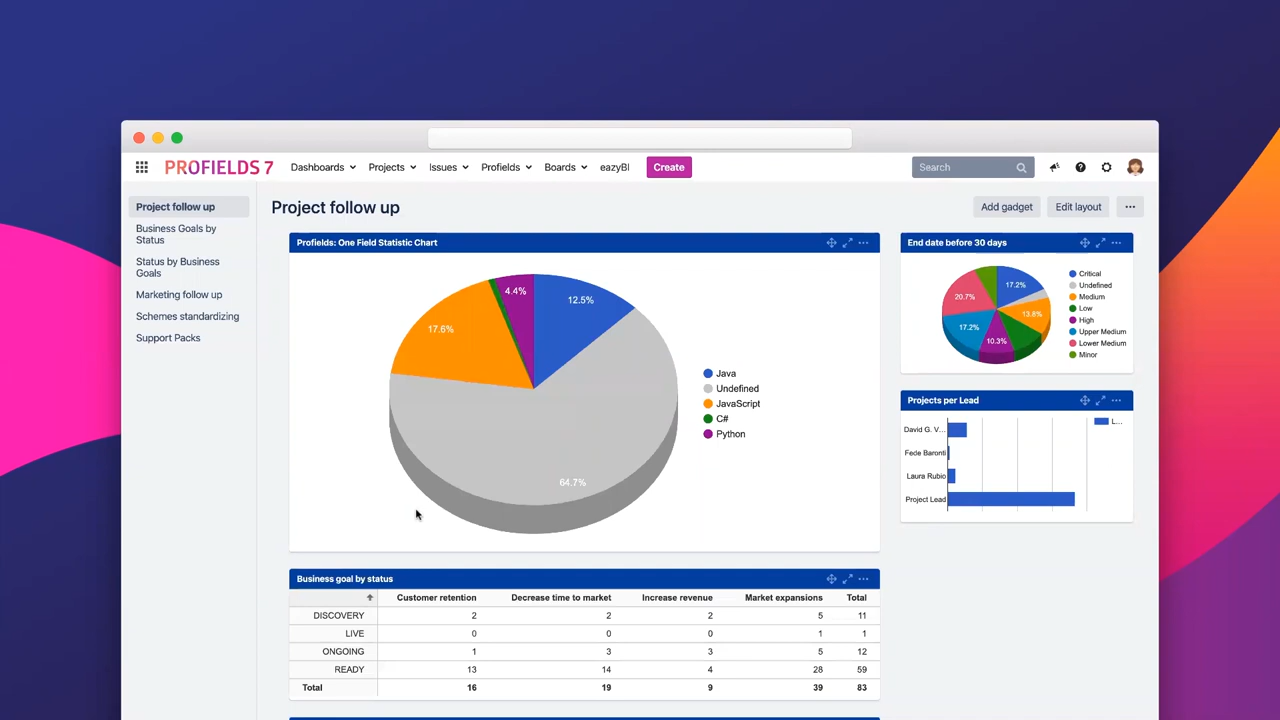 PROFIELDS 7 Dashboards Projects Issues Profields Boards eazyBI Create Search
Project follow up
Business Goals by
Status
Status by Business
Goals
Marketing follow up
Schemes standardizing
Support Packs
Project follow up
Add gadget Edit layout
Profields: One Field Statistic Chart
4.4%
12.5%
17.6%
64.7%
Java
Undefined
JavaScript
C#
Python
End date before 30 days
17.2%
20.7%
13.8%
17.2%
10.3%
Critical
Undefined
Medium
Low
High
Upper Medium
Lower Medium
Minor
Projects per Lead
David G. V...
Fede Baronti
Laura Rubio
Project Lead
L...
Business goal by status
Customer retention Decrease time to market Increase revenue Market expansions Total
DISCOVERY 2 2 2 5 11
LIVE 0 0 0 1 1
ONGOING 1 3 3 5 12
READY 13 14 4 28 59
Total 16 19 9 39 83